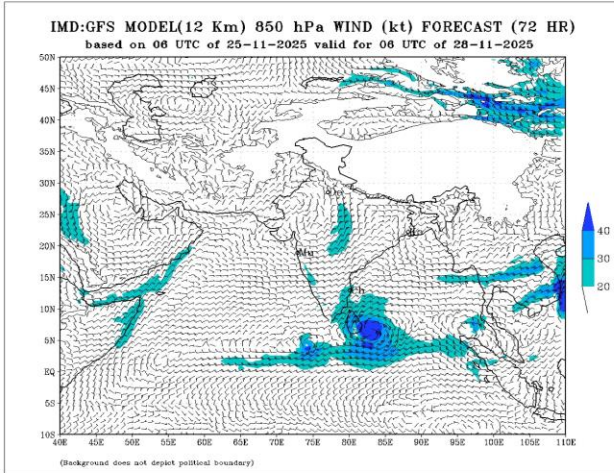 IMD:GFS MODEL(12 Km) 850 hPa WIND (kt) FORECAST (72 HR)
based on 06 UTC of 25-11-2025 valid for 06 UTC of 28-11-2025
50N
45N
40N
35N
30N
25N
20N
15N
10N
5N
EQ
5S
10S
40E 45E 50E 55E 60E 65E 70E 75E 80E 85E 90E 95E 100E 105E 110E
40
30
20
(Background does not depict political boundary)